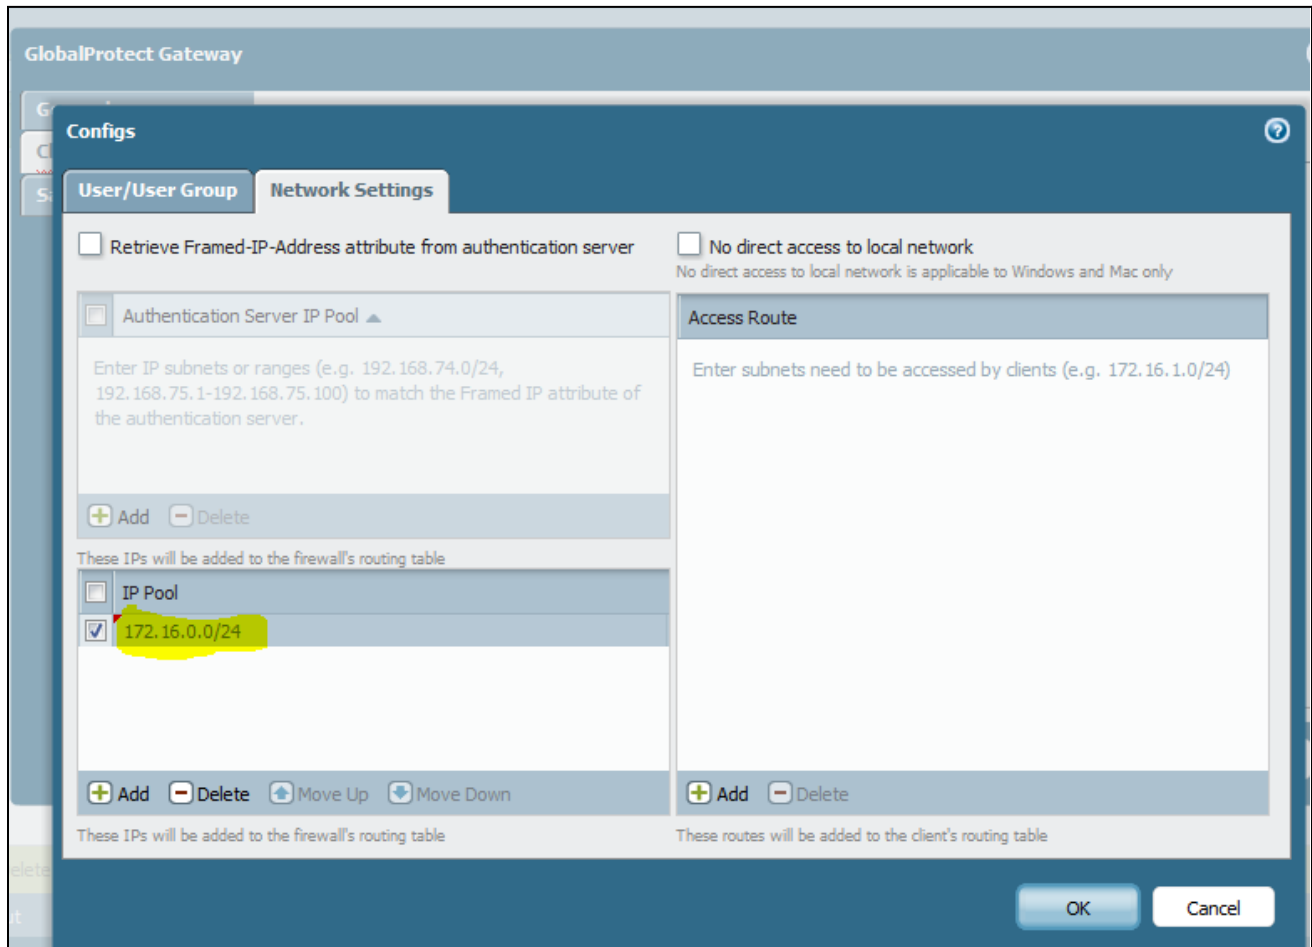 GlobalProtect Gateway
Configs
User/User Group
Network Settings
Retrieve Framed-IP-Address attribute from authentication server
No direct access to local network
No direct access to local network is applicable to Windows and Mac only
Authentication Server IP Pool
Enter IP subnets or ranges (e.g. 192.168.74.0/24,
192.168.75.1-192.168.75.100) to match the Framed IP attribute of
the authentication server.
Add
Delete
These IPs will be added to the firewall's routing table
IP Pool
172.16.0.0/24
Add
Delete
Move Up
Move Down
These IPs will be added to the firewall's routing table
Access Route
Enter subnets need to be accessed by clients (e.g. 172.16.1.0/24)
Add
Delete
These routes will be added to the client's routing table
OK
Cancel